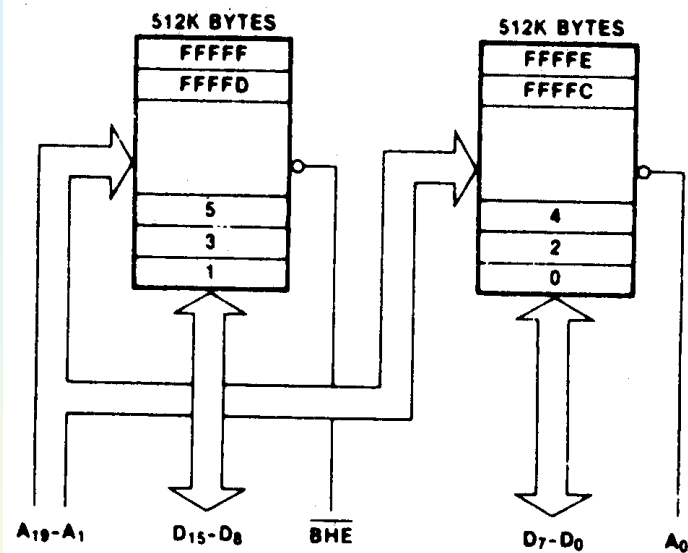 512K BYTES
FFFFF
FFFFD
5
3
1
512K BYTES
FFFFE
FFFFC
4
2
0
A₁₉-A₁
D₁₅-D₈
B̅H̅E̅
D₇-D₀
A₀